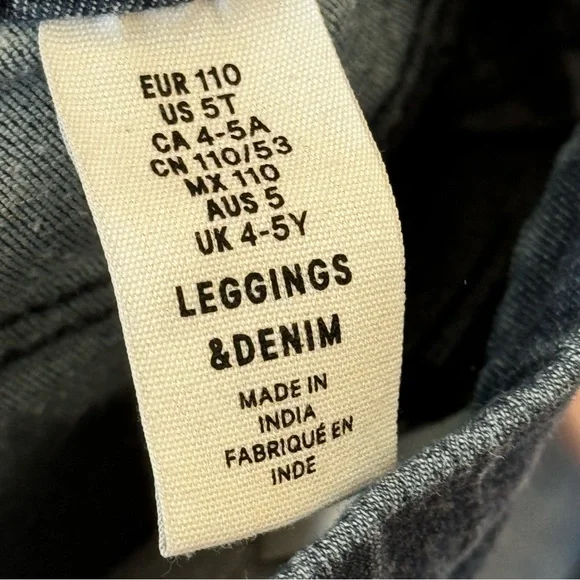 EUR 110
US 5T
CA 4-5A
CN 110/53
MX 110
AUS 5
UK 4-5Y
LEGGINGS
&DENIM
MADE IN
INDIA
FABRIQUÉ EN
INDE